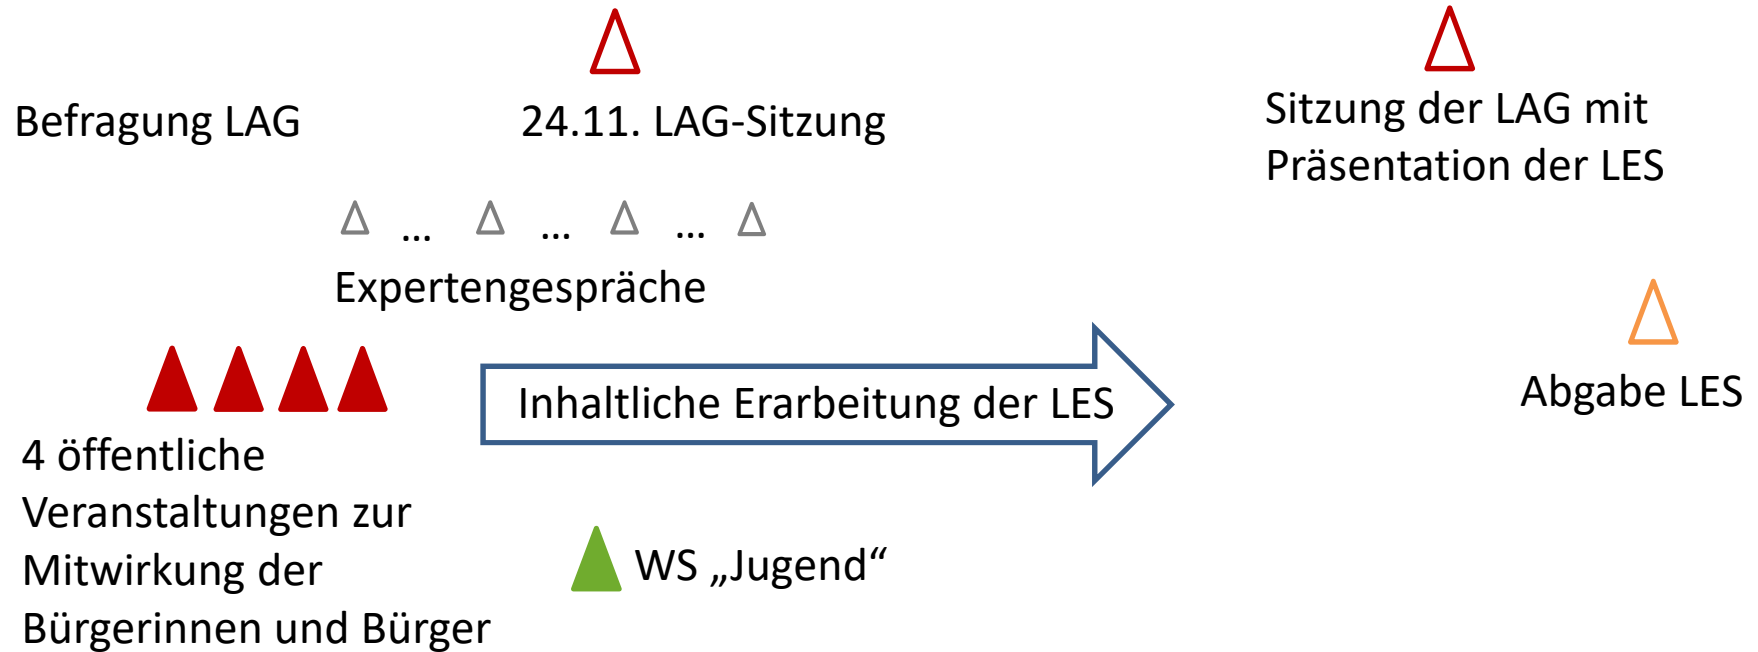 Befragung LAG
24.11. LAG-Sitzung
Sitzung der LAG mit
Präsentation der LES
... ... ...
Expertengespräche
Inhaltliche Erarbeitung der LES
Abgabe LES
4 öffentliche
Veranstaltungen zur
Mitwirkung der
Bürgerinnen und Bürger
WS „Jugend“